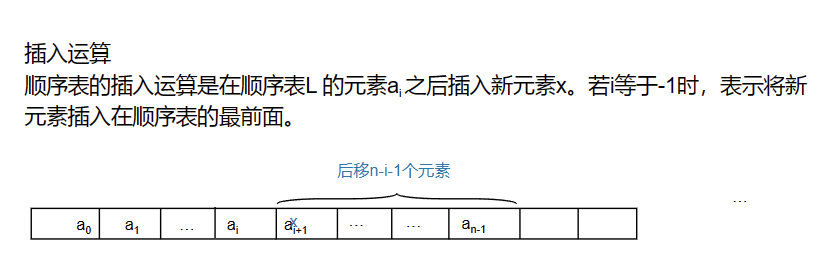 插入运算
顺序表的插入运算是在顺序表L 的元素aᵢ之后插入新元素x。若i等于-1时，表示将新
元素插入在顺序表的最前面。
后移n-i-1个元素
…
a₀ a₁ … aᵢ aᵢ₊₁ x … … aₙ₋₁